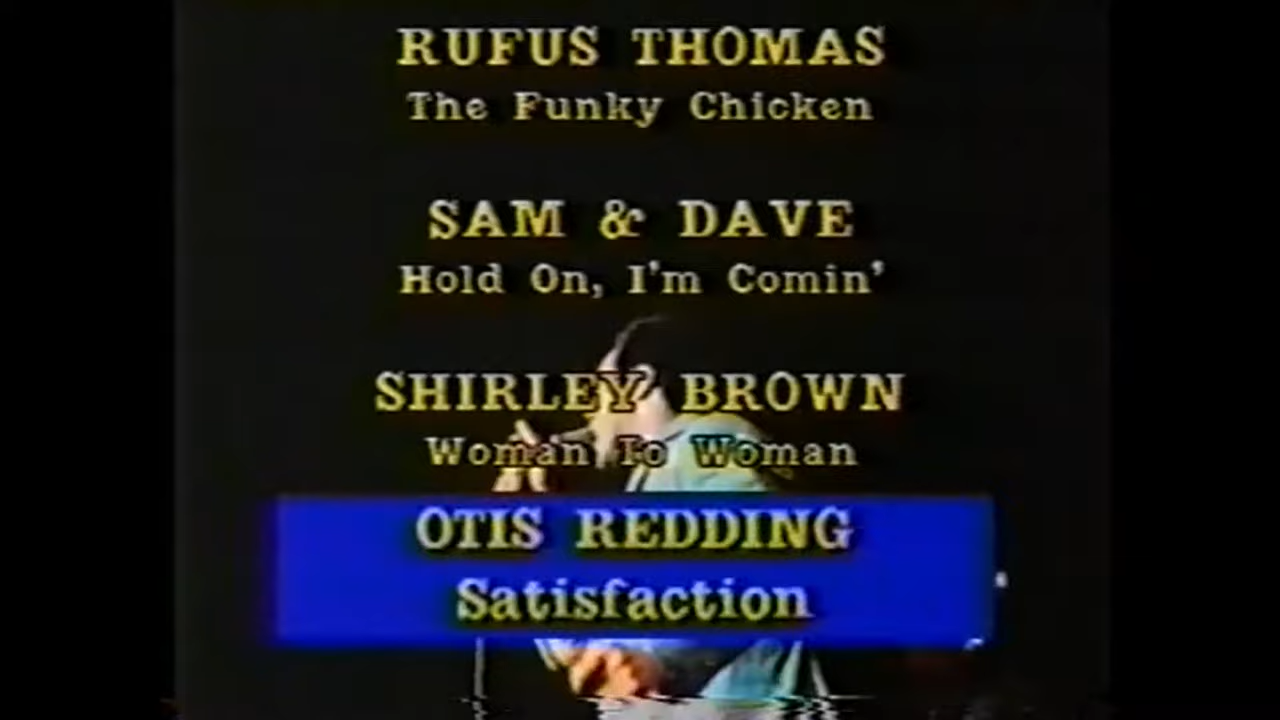 RUFUS THOMAS
The Funky Chicken
SAM & DAVE
Hold On, I'm Comin'
SHIRLEY BROWN
Woman To Woman
OTIS REDDING
Satisfaction